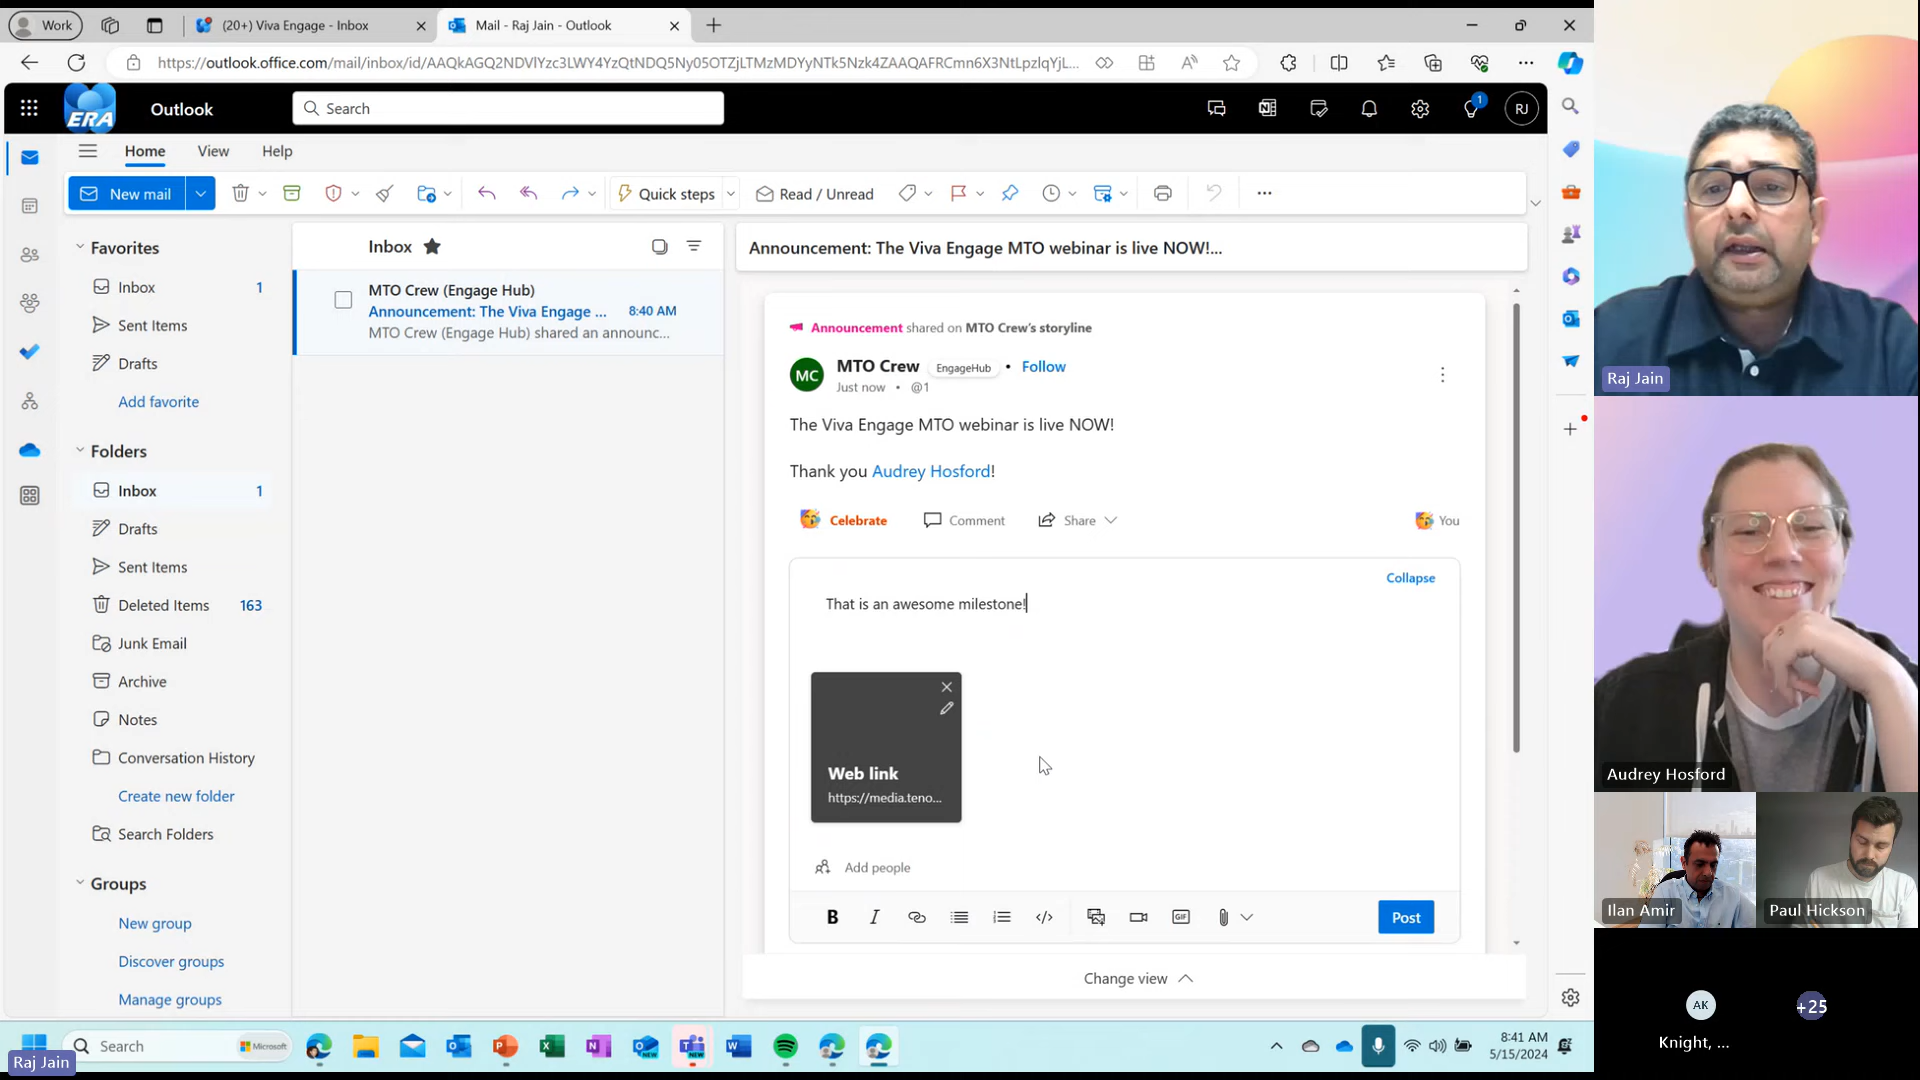 Work
(20+) Viva Engage - Inbox
Mail - Raj Jain - Outlook
https://outlook.office.com/mail/inbox/id/AAQkAGQ2NDVlYzc3LWY4YzQtNDQ5Ny05OTZjLTMzMDYyNTk5Nzk4ZAAQAFRCmn6X3NtLpzlqYjL...
ERA
Outlook
Search
1
RJ
Home
View
Help
New mail
Quick steps
Read / Unread
Favorites
Inbox 1
Sent Items
Drafts
Add favorite
Folders
Inbox 1
Drafts
Sent Items
Deleted Items 163
Junk Email
Archive
Notes
Conversation History
Create new folder
Search Folders
Groups
New group
Discover groups
Manage groups
Inbox
MTO Crew (Engage Hub)
Announcement: The Viva Engage ... 8:40 AM
MTO Crew (Engage Hub) shared an announc...
Announcement: The Viva Engage MTO webinar is live NOW!...
Announcement shared on MTO Crew's storyline
MC
MTO Crew EngageHub • Follow
Just now • @1
The Viva Engage MTO webinar is live NOW!
Thank you Audrey Hosford!
Celebrate
Comment
Share
You
Collapse
That is an awesome milestone!
Web link
https://media.teno...
Add people
B I </> GIF
Post
Change view
Search
Microsoft
NEW
NEW
8:41 AM
5/15/2024
Raj Jain
Raj Jain
Audrey Hosford
Ilan Amir
Paul Hickson
AK
Knight, ...
+25